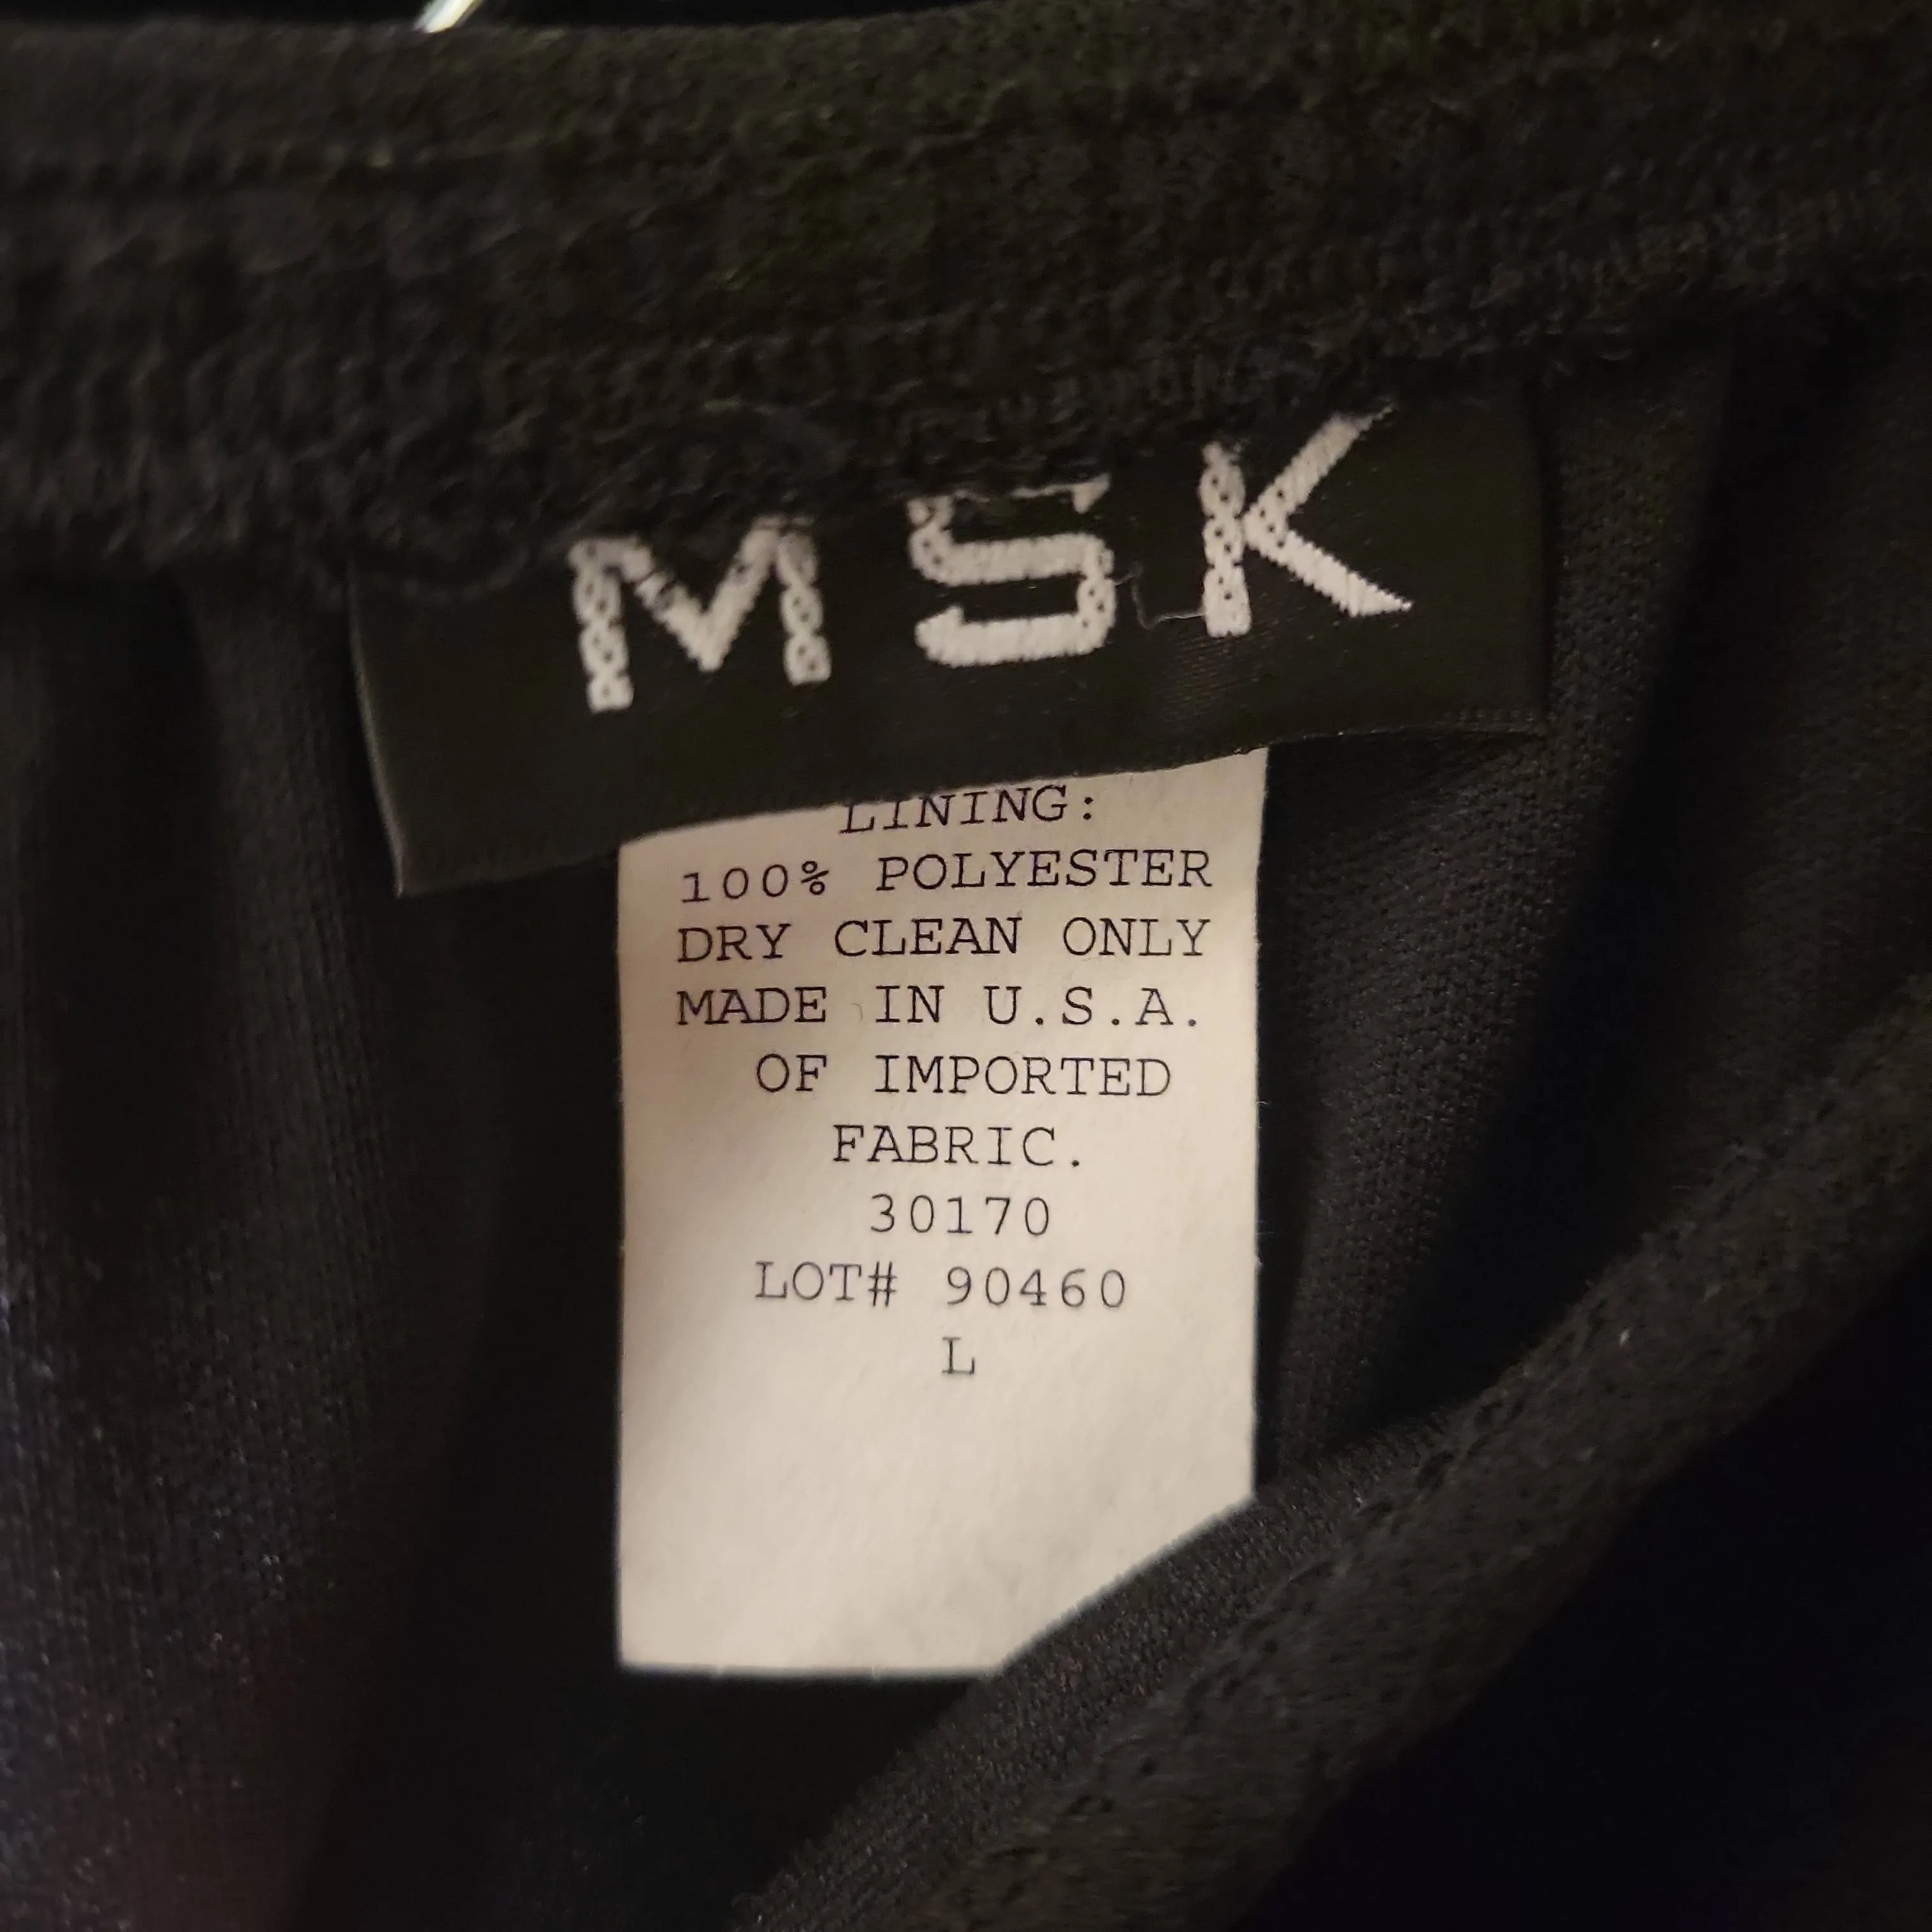 MSK
LINING:
100% POLYESTER
DRY CLEAN ONLY
MADE IN U.S.A.
OF IMPORTED
FABRIC.
30170
LOT# 90460
L